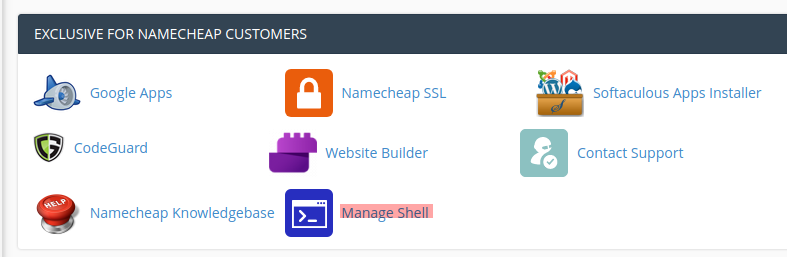 EXCLUSIVE FOR NAMECHEAP CUSTOMERS
Google Apps
Namecheap SSL
Softaculous Apps Installer
CodeGuard
Website Builder
Contact Support
HELP
Namecheap Knowledgebase
Manage Shell